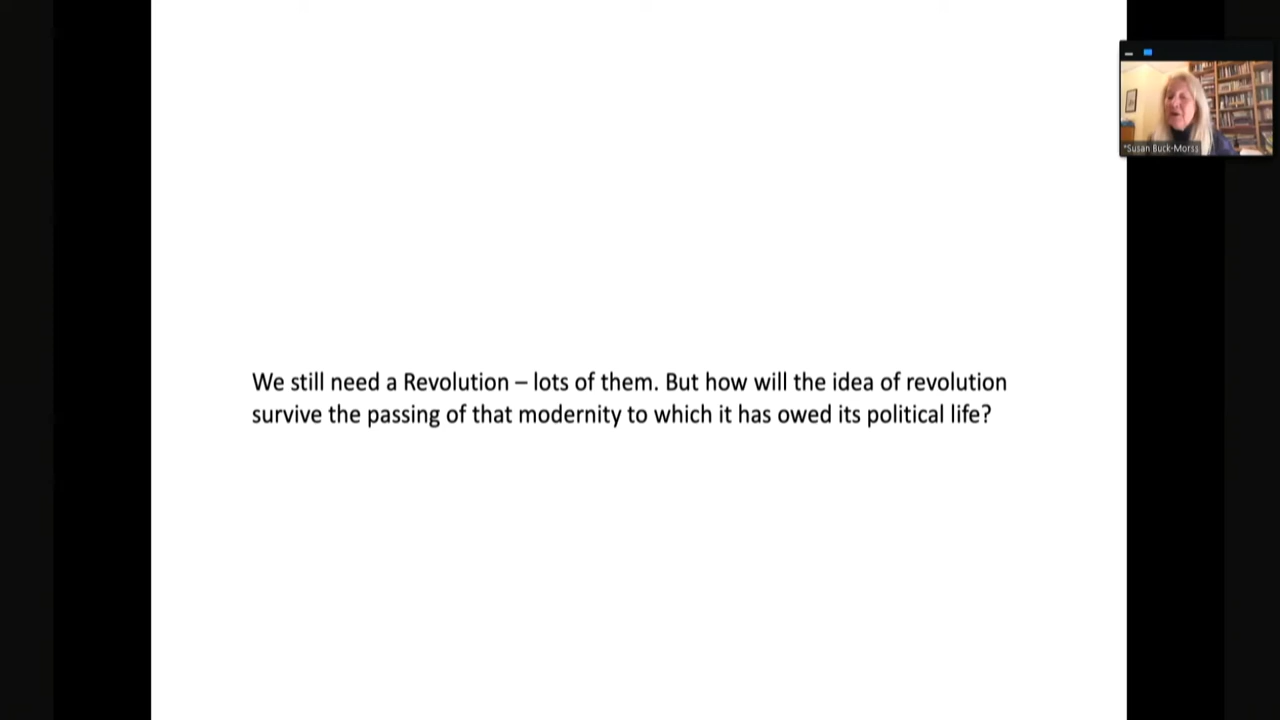 *Susan Buck-Morss
We still need a Revolution – lots of them. But how will the idea of revolution
survive the passing of that modernity to which it has owed its political life?